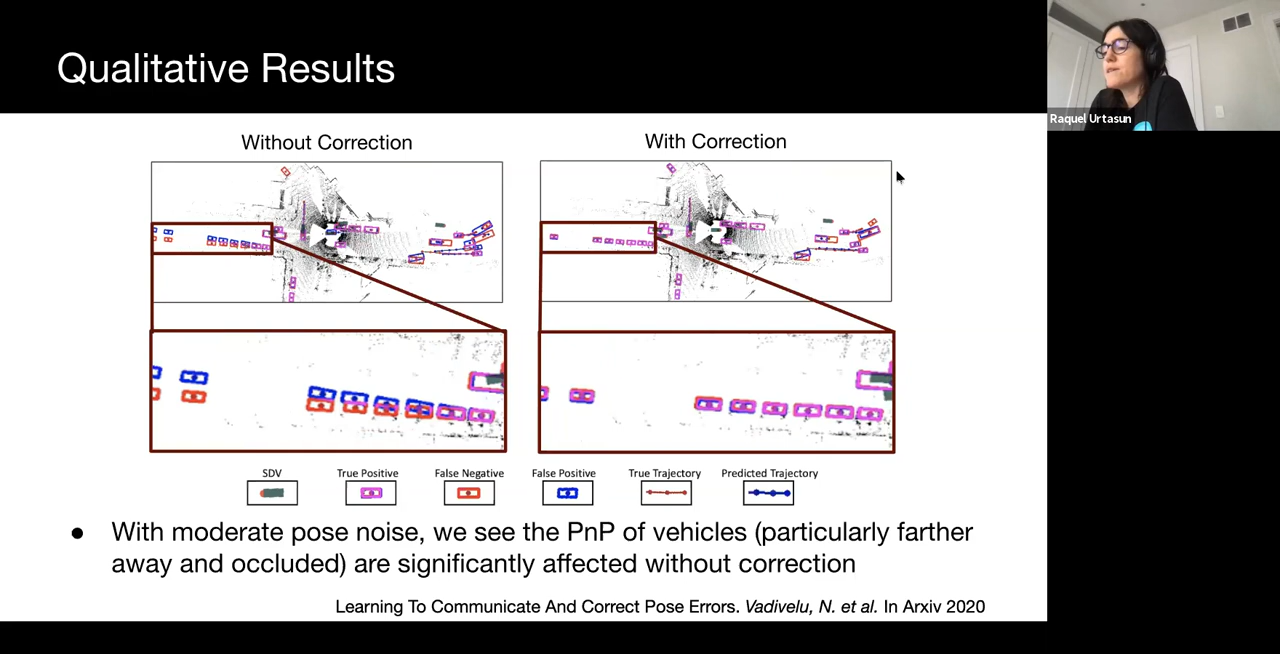 Qualitative Results
Raquel Urtasun
Without Correction
With Correction
SDV
True Positive
False Negative
False Positive
True Trajectory
Predicted Trajectory
● With moderate pose noise, we see the PnP of vehicles (particularly farther
away and occluded) are significantly affected without correction
Learning To Communicate And Correct Pose Errors. Vadivelu, N. et al. In Arxiv 2020